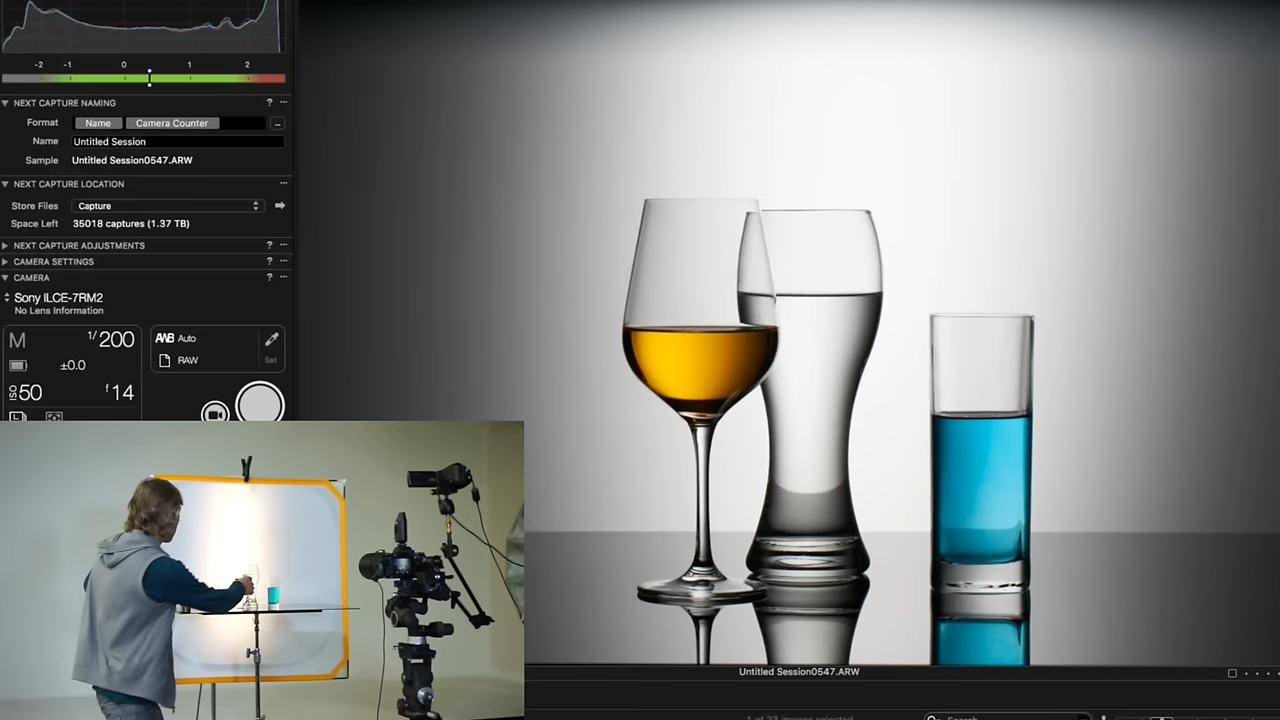 -2 -1 0 1 2
NEXT CAPTURE NAMING ? ...
Format Name Camera Counter ...
Name Untitled Session
Sample Untitled Session0547.ARW
NEXT CAPTURE LOCATION ...
Store Files Capture
Space Left 35018 captures (1.37 TB)
NEXT CAPTURE ADJUSTMENTS ? ...
CAMERA SETTINGS ? ...
CAMERA ? ...
Sony ILCE-7RM2
No Lens Information
M 1/200
AWB Auto
±0.0
RAW Set
ISO 50 f 14
Untitled Session0547.ARW
Search